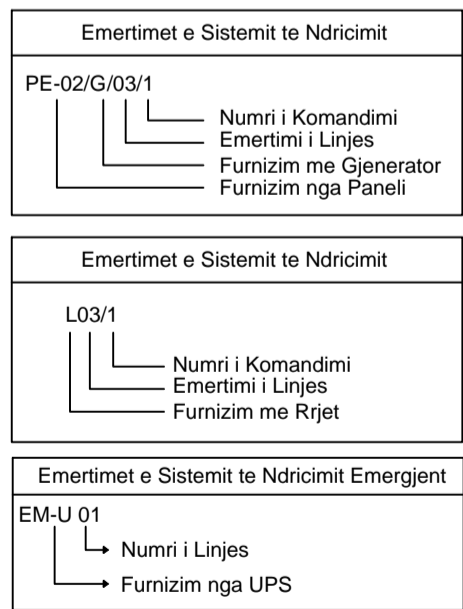 Emertimet e Sistemit te Ndricimit
PE-02/G/03/1
Numri i Komandimi
Emertimi i Linjes
Furnizim me Gjenerator
Furnizim nga Paneli
Emertimet e Sistemit te Ndricimit
L03/1
Numri i Komandimi
Emertimi i Linjes
Furnizim me Rrjet
Emertimet e Sistemit te Ndricimit Emergjent
EM-U 01
Numri i Linjes
Furnizim nga UPS